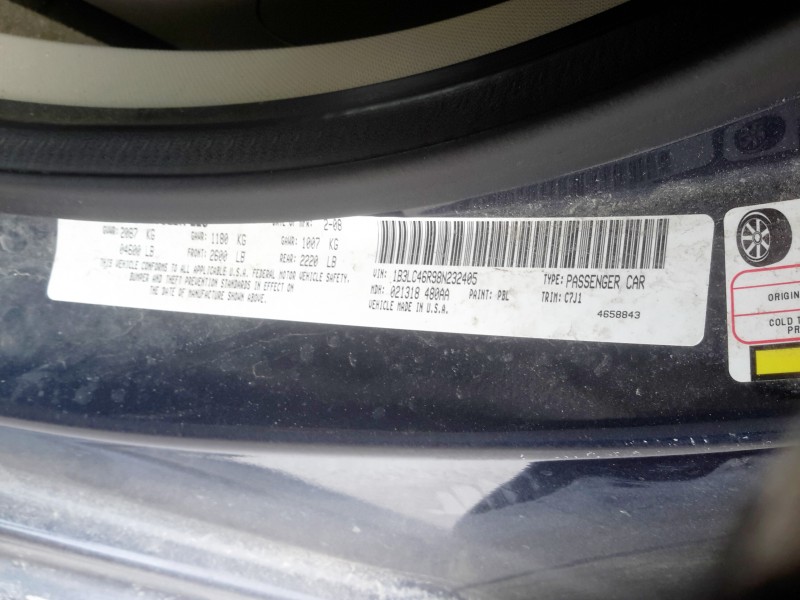 2-08
GAWR: 1180 KG
GAWR: 1007 KG
04600 LB
FRONT: 2600 LB
REAR: 2220 LB
THIS VEHICLE CONFORMS TO ALL APPLICABLE U.S.A. FEDERAL MOTOR VEHICLE SAFETY,
BUMPER AND THEFT PREVENTION STANDARDS IN EFFECT ON
THE DATE OF MANUFACTURE SHOWN ABOVE.
VIN: 1B3LC46R98N232405
TYPE: PASSENGER CAR
MDH: 021318 480AA
PAINT: PBL
TRIM: C7J1
VEHICLE MADE IN U.S.A.
4658843
ORIGIN
COLD T
PR